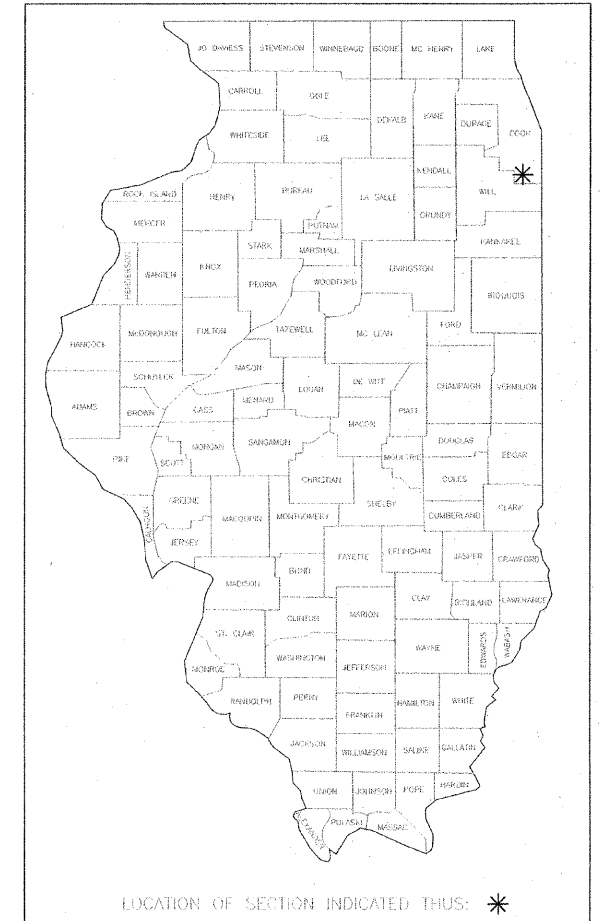 JO DAVIESS STEVENSON WINNEBAGO BOONE MC HENRY LAKE
CARROLL OGLE DEKALB KANE DUPAGE COOK
WHITESIDE LEE
KENDALL WILL
ROCK ISLAND HENRY BUREAU LA SALLE GRUNDY
MERCER PUTNAM
STARK MARSHALL KANKAKEE
HENDERSON WARREN KNOX PEORIA WOODFORD LIVINGSTON IROQUOIS
HANCOCK McDONOUGH FULTON TAZEWELL MC LEAN FORD
SCHUYLER MASON LOGAN DE WITT CHAMPAIGN VERMILION
ADAMS BROWN CASS MENARD MACON PIATT
PIKE SCOTT MORGAN SANGAMON MOULTRIE DOUGLAS EDGAR
CHRISTIAN COLES
CALHOUN GREENE MACOUPIN MONTGOMERY SHELBY CUMBERLAND CLARK
JERSEY FAYETTE EFFINGHAM JASPER CRAWFORD
MADISON BOND CLAY RICHLAND LAWERANCE
ST. CLAIR CLINTON MARION WAYNE EDWARDS WABASH
MONROE WASHINGTON JEFFERSON
RANDOLPH PERRY FRANKLIN HAMILTON WHITE
JACKSON WILLIAMSON SALINE GALLATIN
UNION JOHNSON POPE HARDIN
ALEXANDER PULASKI MASSAC
LOCATION OF SECTION INDICATED THUS: